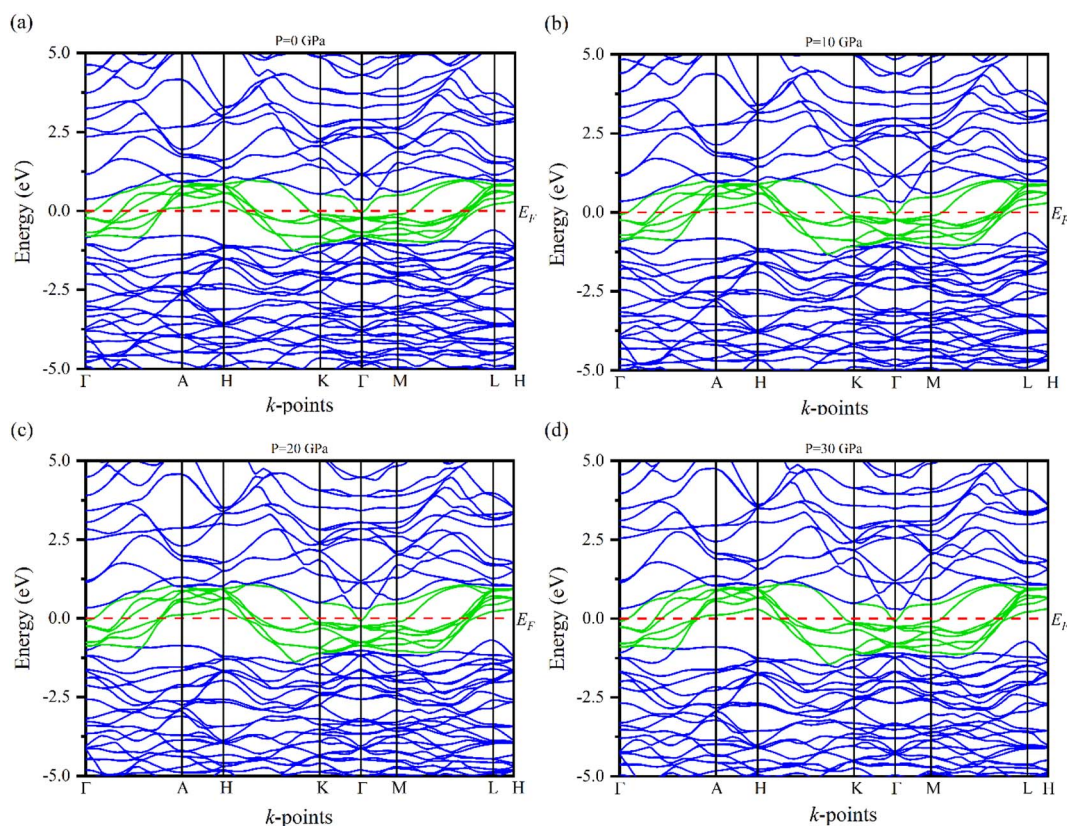 (a)
P=0 GPa
5.0
2.5
0.0
-2.5
-5.0
Energy (eV)
E_F
Γ A H K Γ M L H
k-points
(b)
P=10 GPa
5.0
2.5
0.0
-2.5
-5.0
Energy (eV)
E_F
Γ A H K Γ M L H
k-points
(c)
P=20 GPa
5.0
2.5
0.0
-2.5
-5.0
Energy (eV)
E_F
Γ A H K Γ M L H
k-points
(d)
P=30 GPa
5.0
2.5
0.0
-2.5
-5.0
Energy (eV)
E_F
Γ A H K Γ M L H
k-points